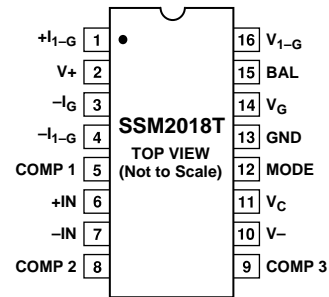 +I1–G 1 16 V1–G
V+ 2 15 BAL
–IG 3 14 VG
–I1–G 4 SSM2018T 13 GND
COMP 1 5 TOP VIEW 12 MODE
(Not to Scale)
+IN 6 11 VC
–IN 7 10 V–
COMP 2 8 9 COMP 3